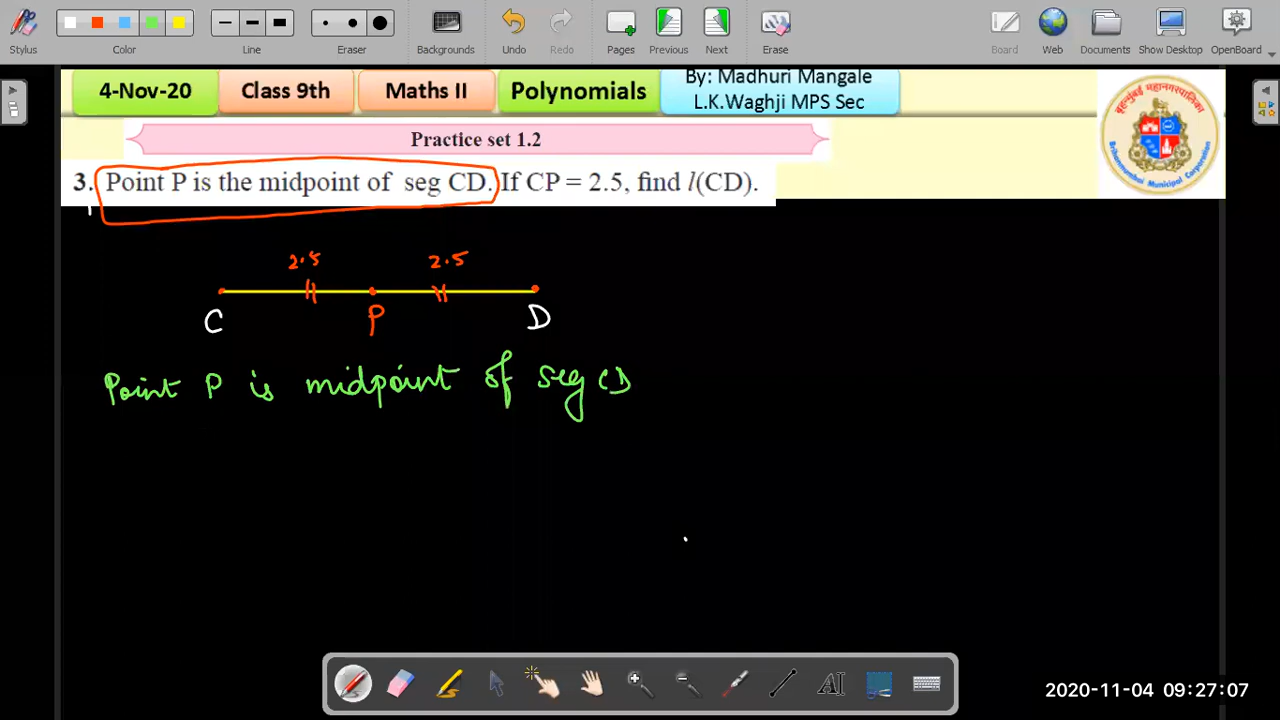 Stylus Color Line Eraser Backgrounds Undo Redo Pages Previous Next Erase Board Web Documents Show Desktop OpenBoard
4-Nov-20 Class 9th Maths II Polynomials By: Madhuri Mangale
L.K.Waghji MPS Sec
Practice set 1.2
3. Point P is the midpoint of seg CD. If CP = 2.5, find l(CD).
2.5 2.5
C P D
Point P is midpoint of seg CD
2020-11-04 09:27:07